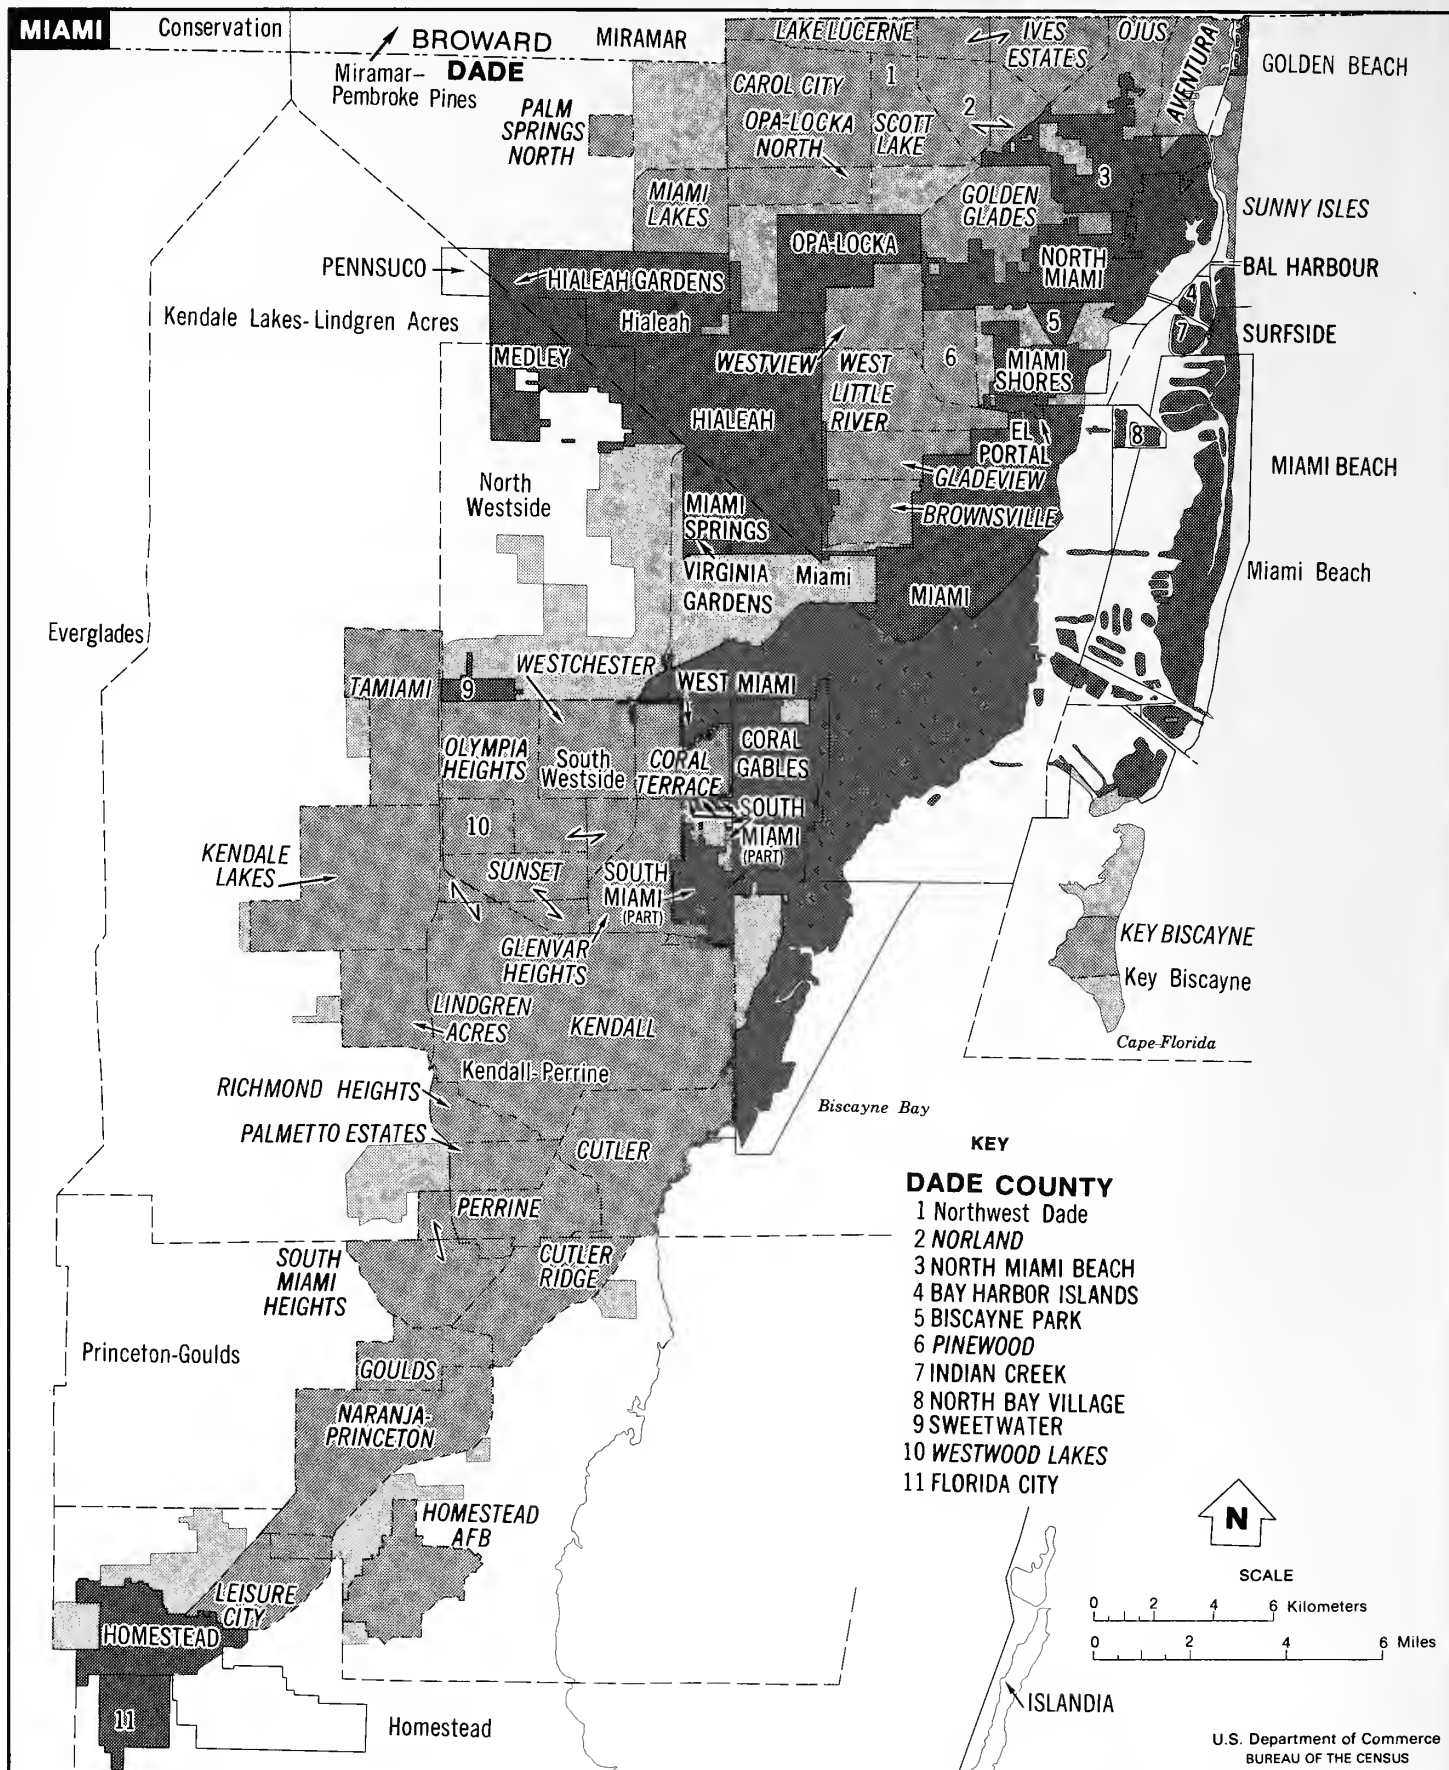 MIAMI
Conservation
BROWARD
MIRAMAR
Miramar–
Pembroke Pines
DADE
PALM
SPRINGS
NORTH
LAKE LUCERNE
IVES
ESTATES
OJUS
AVENTURA
GOLDEN BEACH
CAROL CITY
1
2
OPA-LOCKA
NORTH
SCOTT
LAKE
3
MIAMI
LAKES
GOLDEN
GLADES
SUNNY ISLES
OPA-LOCKA
NORTH
MIAMI
BAL HARBOUR
PENNSUCO
HIALEAH GARDENS
4
Kendale Lakes-Lindgren Acres
Hialeah
5
7
SURFSIDE
MEDLEY
WESTVIEW
WEST
LITTLE
RIVER
6
MIAMI
SHORES
HIALEAH
EL
PORTAL
8
GLADEVIEW
MIAMI BEACH
North
Westside
MIAMI
SPRINGS
BROWNSVILLE
VIRGINIA
GARDENS
Miami
MIAMI
Miami Beach
Everglades
WESTCHESTER
TAMIAMI
9
WEST MIAMI
OLYMPIA
HEIGHTS
South
Westside
CORAL
TERRACE
CORAL
GABLES
10
SOUTH
MIAMI
(PART)
KENDALE
LAKES
SUNSET
SOUTH
MIAMI
(PART)
GLENVAR
HEIGHTS
KEY BISCAYNE
Key Biscayne
LINDGREN
ACRES
KENDALL
Cape Florida
Kendall-Perrine
RICHMOND HEIGHTS
Biscayne Bay
PALMETTO ESTATES
CUTLER
PERRINE
SOUTH
MIAMI
HEIGHTS
CUTLER
RIDGE
Princeton-Goulds
GOULDS
NARANJA-
PRINCETON
HOMESTEAD
AFB
LEISURE
CITY
HOMESTEAD
11
Homestead
ISLANDIA
KEY
DADE COUNTY
1 Northwest Dade
2 NORLAND
3 NORTH MIAMI BEACH
4 BAY HARBOR ISLANDS
5 BISCAYNE PARK
6 PINEWOOD
7 INDIAN CREEK
8 NORTH BAY VILLAGE
9 SWEETWATER
10 WESTWOOD LAKES
11 FLORIDA CITY
N
SCALE
0 2 4 6 Kilometers
0 2 4 6 Miles
U.S. Department of Commerce
BUREAU OF THE CENSUS